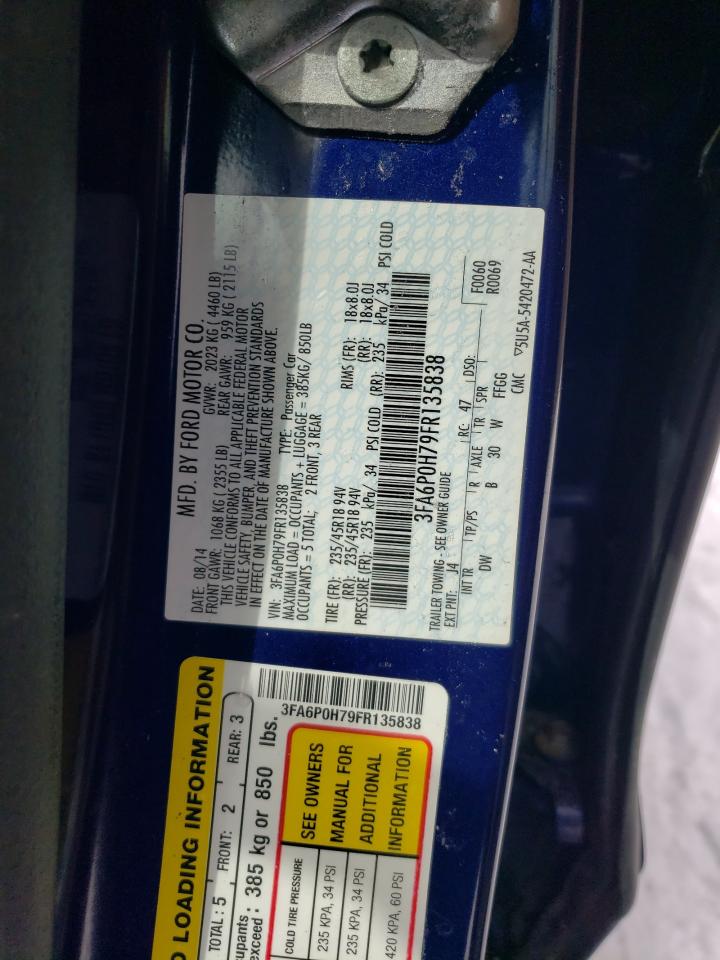 MFD. BY FORD MOTOR CO.
DATE: 08/14 GVWR: 2023 KG ( 4460 LB)
FRONT GAWR: 1068 KG ( 2355 LB) REAR GAWR: 959 KG ( 2115 LB)
THIS VEHICLE CONFORMS TO ALL APPLICABLE FEDERAL MOTOR
VEHICLE SAFETY, BUMPER, AND THEFT PREVENTION STANDARDS
IN EFFECT ON THE DATE OF MANUFACTURE SHOWN ABOVE.
VIN: 3FA6P0H79FR135838 TYPE: Passenger Car
MAXIMUM LOAD = OCCUPANTS + LUGGAGE = 385KG/ 850LB
OCCUPANTS = 5 TOTAL: 2 FRONT, 3 REAR
TIRE (FR): 235/45R18 94V RIMS (FR): 18x8.0J
(RR): 235/45R18 94V (RR): 18x8.0J
PRESSURE (FR): 235 kPa/ 34 PSI COLD (RR): 235 kPa/ 34 PSI COLD
3FA6P0H79FR135838
TRAILER TOWING - SEE OWNER GUIDE F0060
EXT PNT: J4 RC: 47 DSO: R0069
INT TR TP/PS R AXLE TR SPR
DW B 30 W FFGG
CMC ▽5U5A-5420472-AA
LOADING INFORMATION
TOTAL: 5 FRONT: 2 REAR: 3
exceed: 385 kg or 850 lbs.
3FA6P0H79FR135838
COLD TIRE PRESSURE
235 KPA, 34 PSI
235 KPA, 34 PSI
420 KPA, 60 PSI
SEE OWNERS
MANUAL FOR
ADDITIONAL
INFORMATION